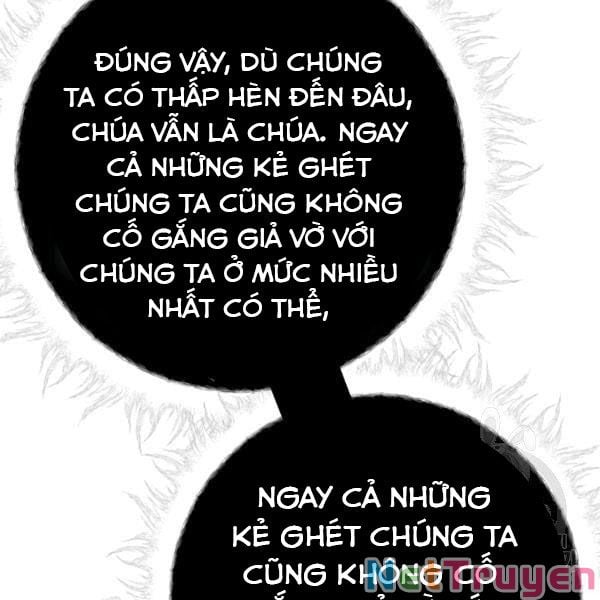 ĐÚNG VẬY, DÙ CHÚNG
TA CÓ THẤP HÈN ĐẾN ĐÂU,
CHÚA VẪN LÀ CHÚA. NGAY
CẢ NHỮNG KẺ GHÉT
CHÚNG TA CŨNG KHÔNG
CỐ GẮNG GIẢ VỜ VỚI
CHÚNG TA Ở MỨC NHIỀU
NHẤT CÓ THỂ,
NGAY CẢ NHỮNG
KẺ GHÉT CHÚNG TA
CŨNG KHÔNG CỐ
NetTruyen